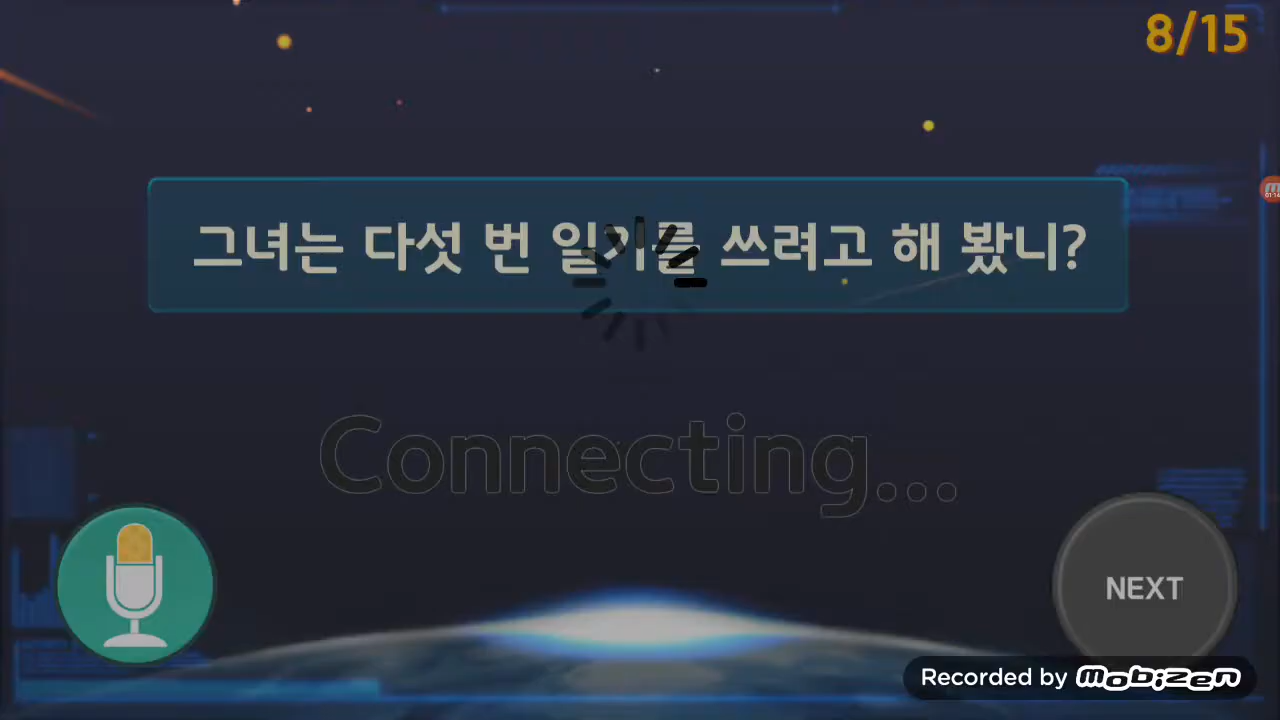 8/15
그녀는 다섯 번 일기를 쓰려고 해 봤니?
Connecting...
NEXT
Recorded by mobizen